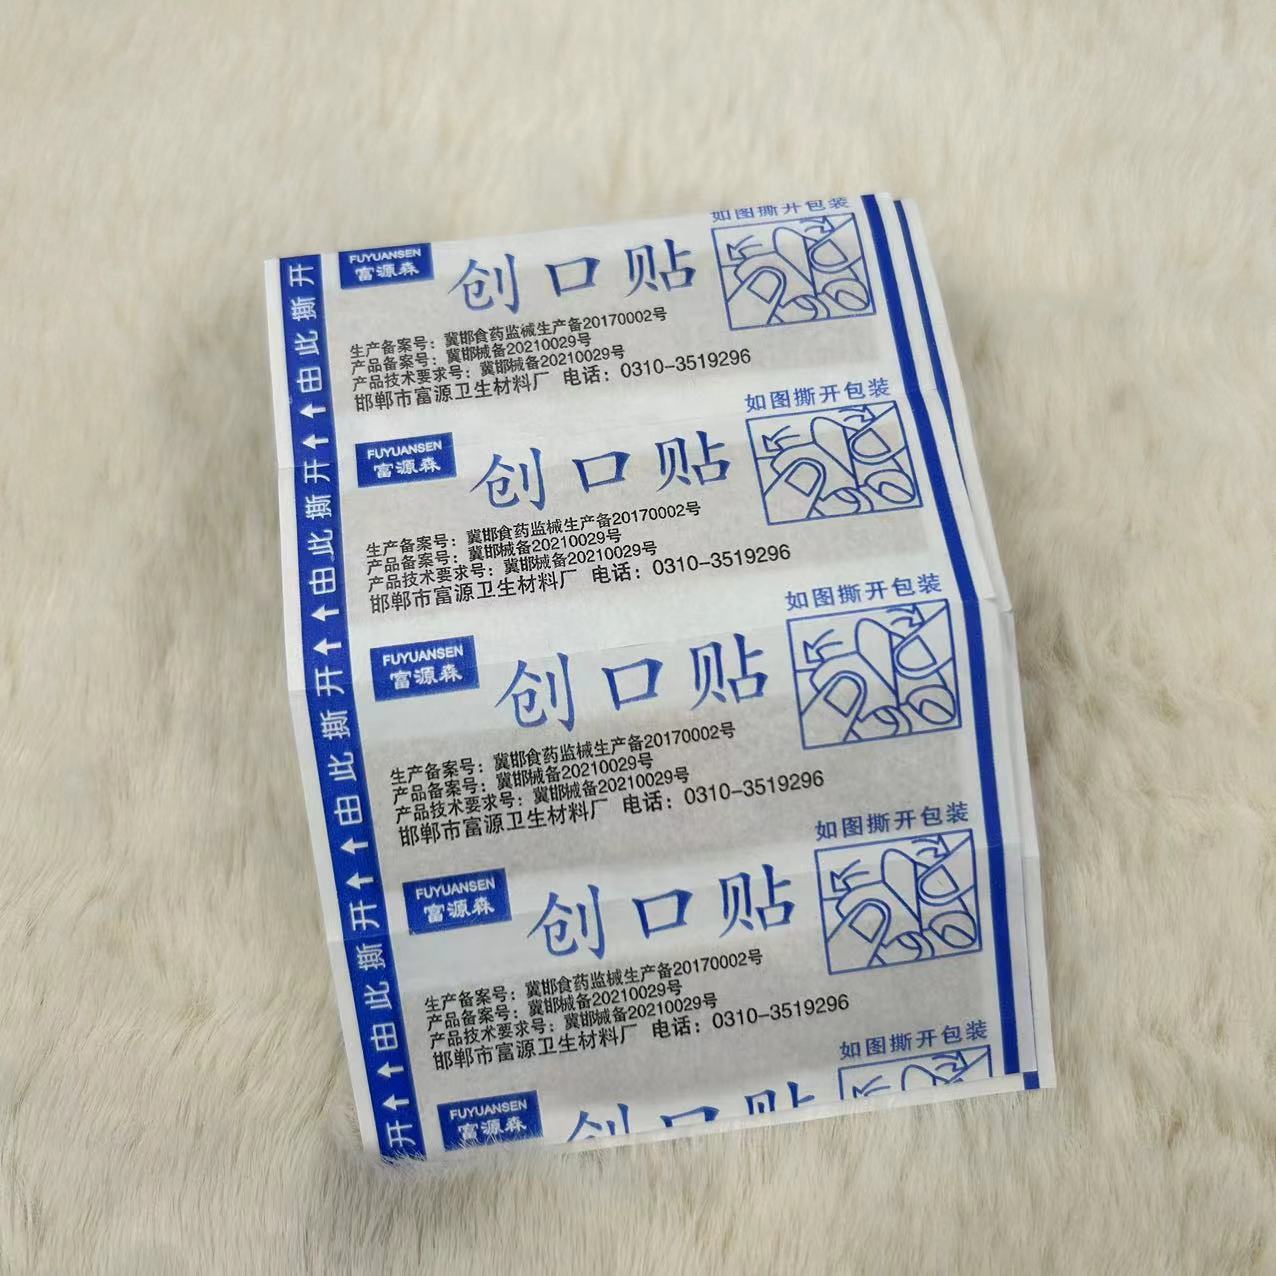 由此撕开
由此撕开
由此撕开
由此撕开
开
如图撕开包装
FUYUANSEN
富源森
创口贴
生产备案号：冀邯食药监械生产备20170002号
产品备案号：冀邯械备20210029号
产品技术要求号：冀邯械备20210029号
邯郸市富源卫生材料厂 电话：0310-3519296
如图撕开包装
FUYUANSEN
富源森
创口贴
生产备案号：冀邯食药监械生产备20170002号
产品备案号：冀邯械备20210029号
产品技术要求号：冀邯械备20210029号
邯郸市富源卫生材料厂 电话：0310-3519296
如图撕开包装
FUYUANSEN
富源森
创口贴
生产备案号：冀邯食药监械生产备20170002号
产品备案号：冀邯械备20210029号
产品技术要求号：冀邯械备20210029号
邯郸市富源卫生材料厂 电话：0310-3519296
如图撕开包装
FUYUANSEN
富源森
创口贴
生产备案号：冀邯食药监械生产备20170002号
产品备案号：冀邯械备20210029号
产品技术要求号：冀邯械备20210029号
邯郸市富源卫生材料厂 电话：0310-3519296
如图撕开包装
FUYUANSEN
富源森
创口贴